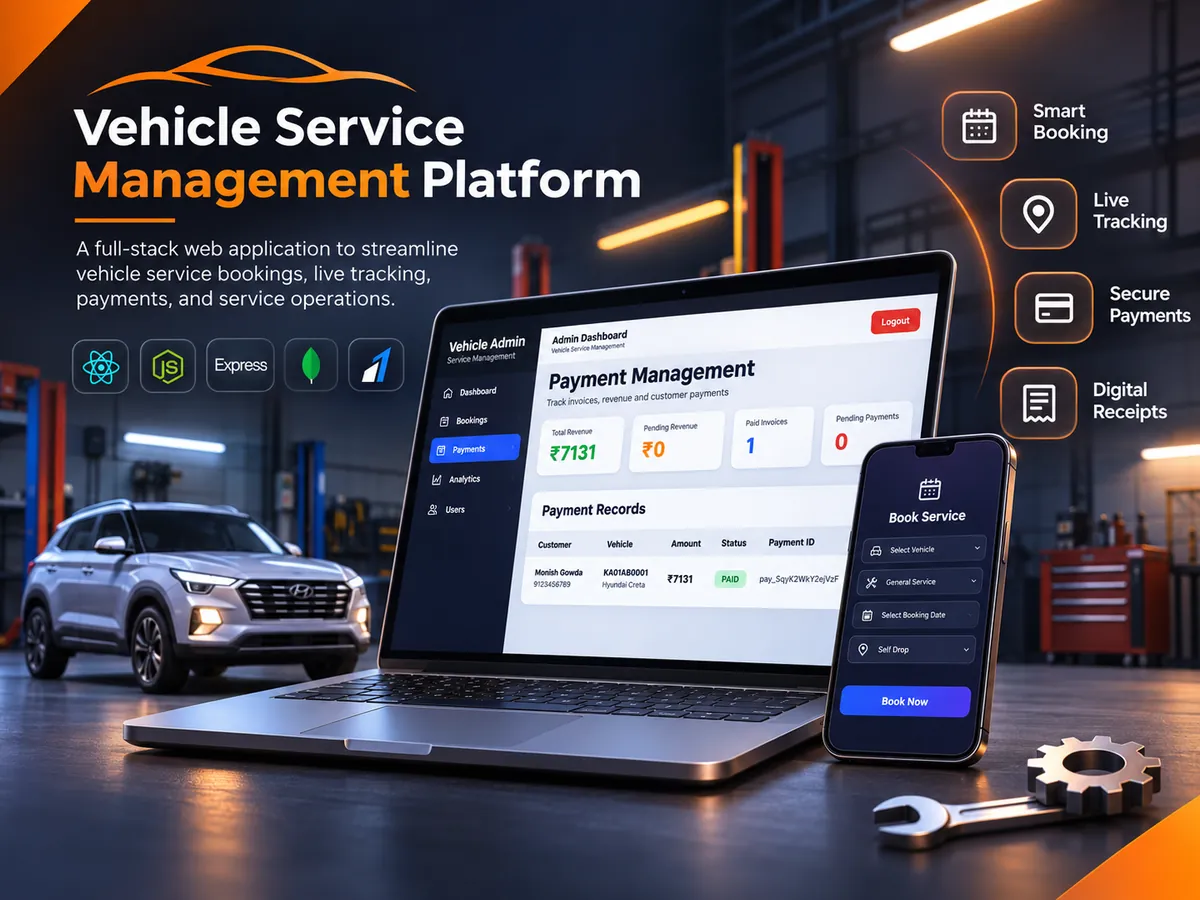 Vehicle Service
Management Platform
A full-stack web application to streamline
vehicle service bookings, live tracking,
payments, and service operations.
JS
Express
Smart
Booking
Live
Tracking
Secure
Payments
Digital
Receipts
Vehicle Admin
Service Management
Dashboard
Bookings
Payments
Analytics
Users
Admin Dashboard
Vehicle Service Management
Logout
Payment Management
Track invoices, revenue and customer payments
Total Revenue
₹7131
Pending Revenue
₹0
Paid Invoices
1
Pending Payments
0
Payment Records
Customer Vehicle Amount Status Payment ID
Monish Gowda
9123456789
KA01AB0001
Hyundai Creta
₹7131
PAID
pay_SqyK2WkY2ejVzF
Book Service
Select Vehicle
General Service
Select Booking Date
Self Drop
Book Now